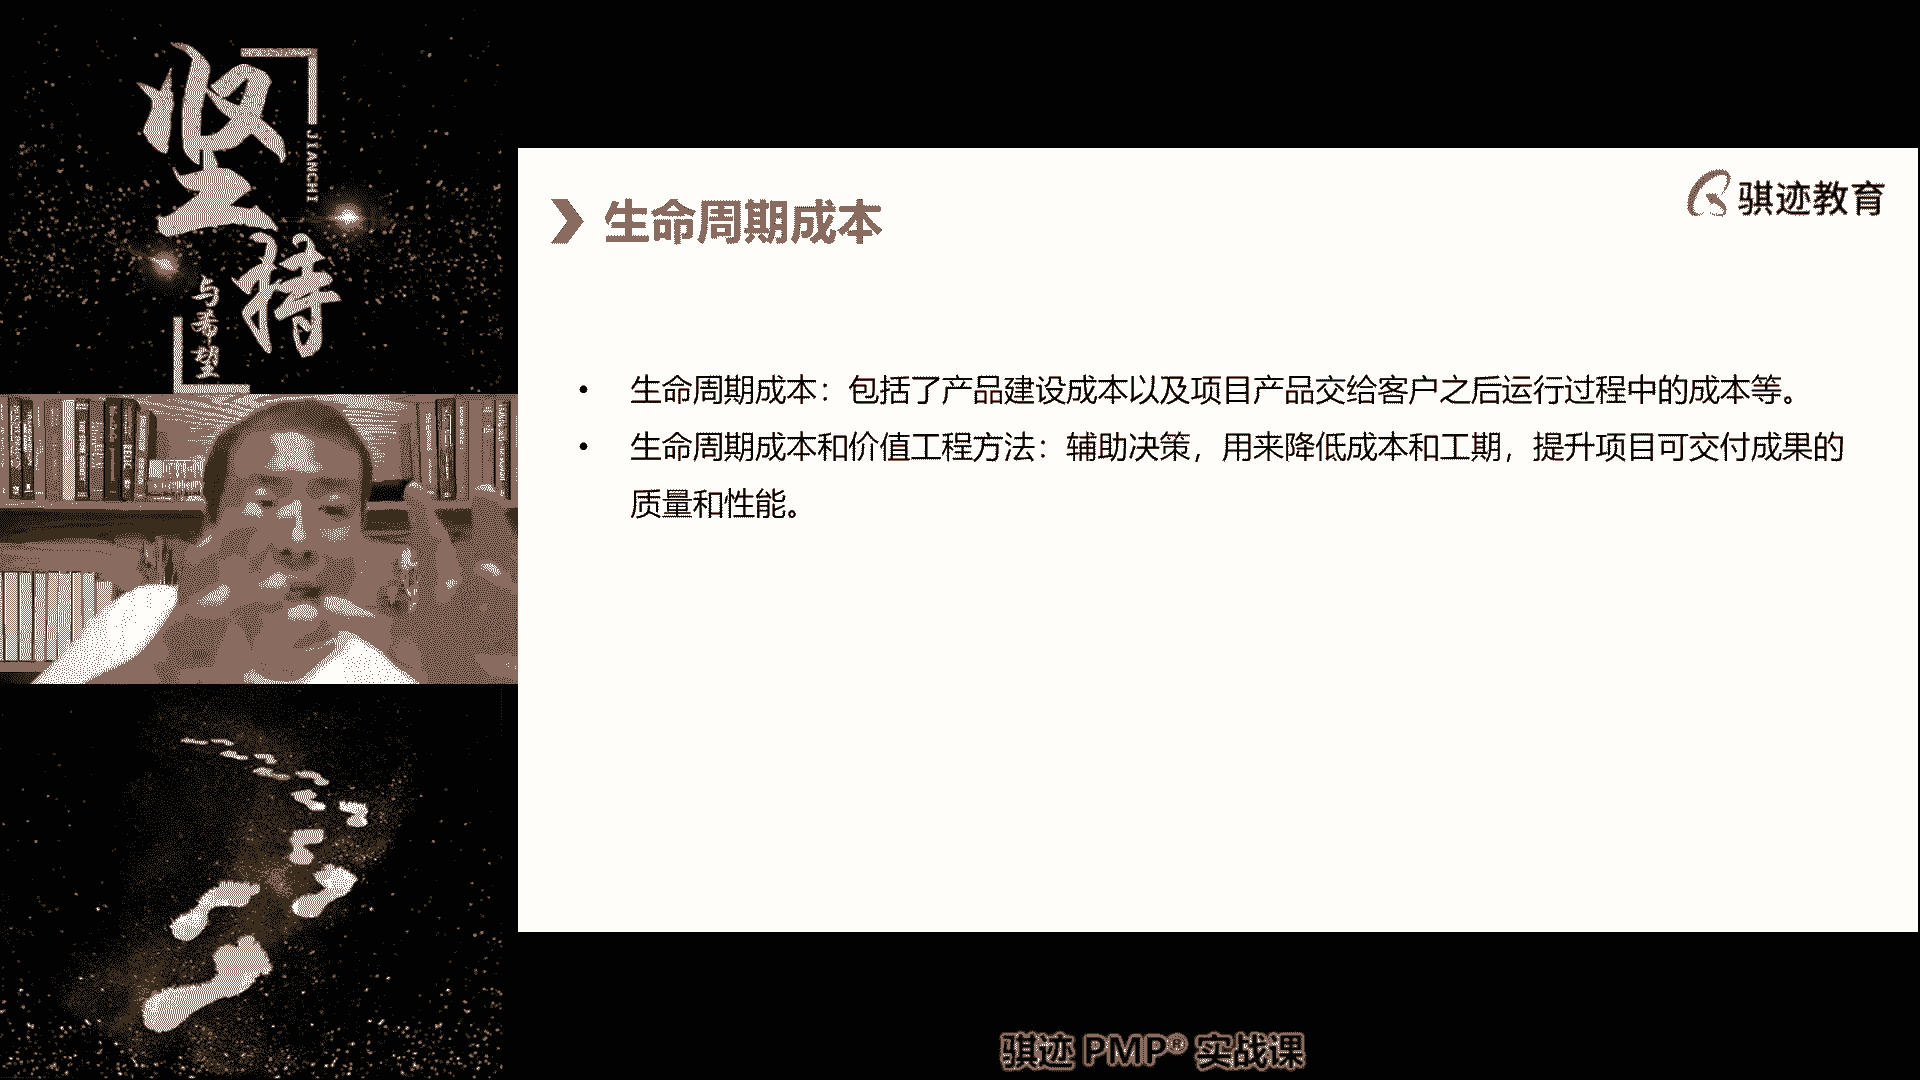 坚持
JIANCHI
与希望
骐迹教育
生命周期成本
• 生命周期成本：包括了产品建设成本以及项目产品交给客户之后运行过程中的成本等。
• 生命周期成本和价值工程方法：辅助决策，用来降低成本和工期，提升项目可交付成果的
质量和性能。
骐迹 PMP® 实战课